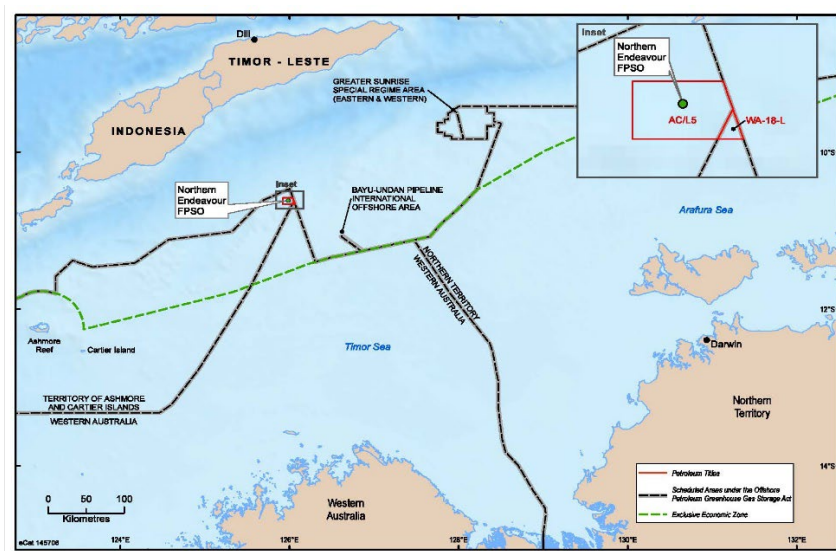 Dili
TIMOR - LESTE
INDONESIA
GREATER SUNRISE
SPECIAL REGIME AREA
(EASTERN & WESTERN)
Inset
Northern
Endeavour
FPSO
AC/L5
WA-18-L
10°S
Inset
Northern
Endeavour
FPSO
BAYU-UNDAN PIPELINE
INTERNATIONAL
OFFSHORE AREA
Arafura Sea
NORTHERN TERRITORY
WESTERN AUSTRALIA
12°S
Ashmore
Reef
Cartier Island
Timor Sea
Darwin
TERRITORY OF ASHMORE
AND CARTIER ISLANDS
WESTERN AUSTRALIA
Northern
Territory
14°S
Petroleum Titles
Scheduled Areas under the Offshore
Petroleum Greenhouse Gas Storage Act
Exclusive Economic Zone
0 50 100
Kilometres
Western
Australia
eCat 145706
124°E
126°E
128°E
130°E
132°E